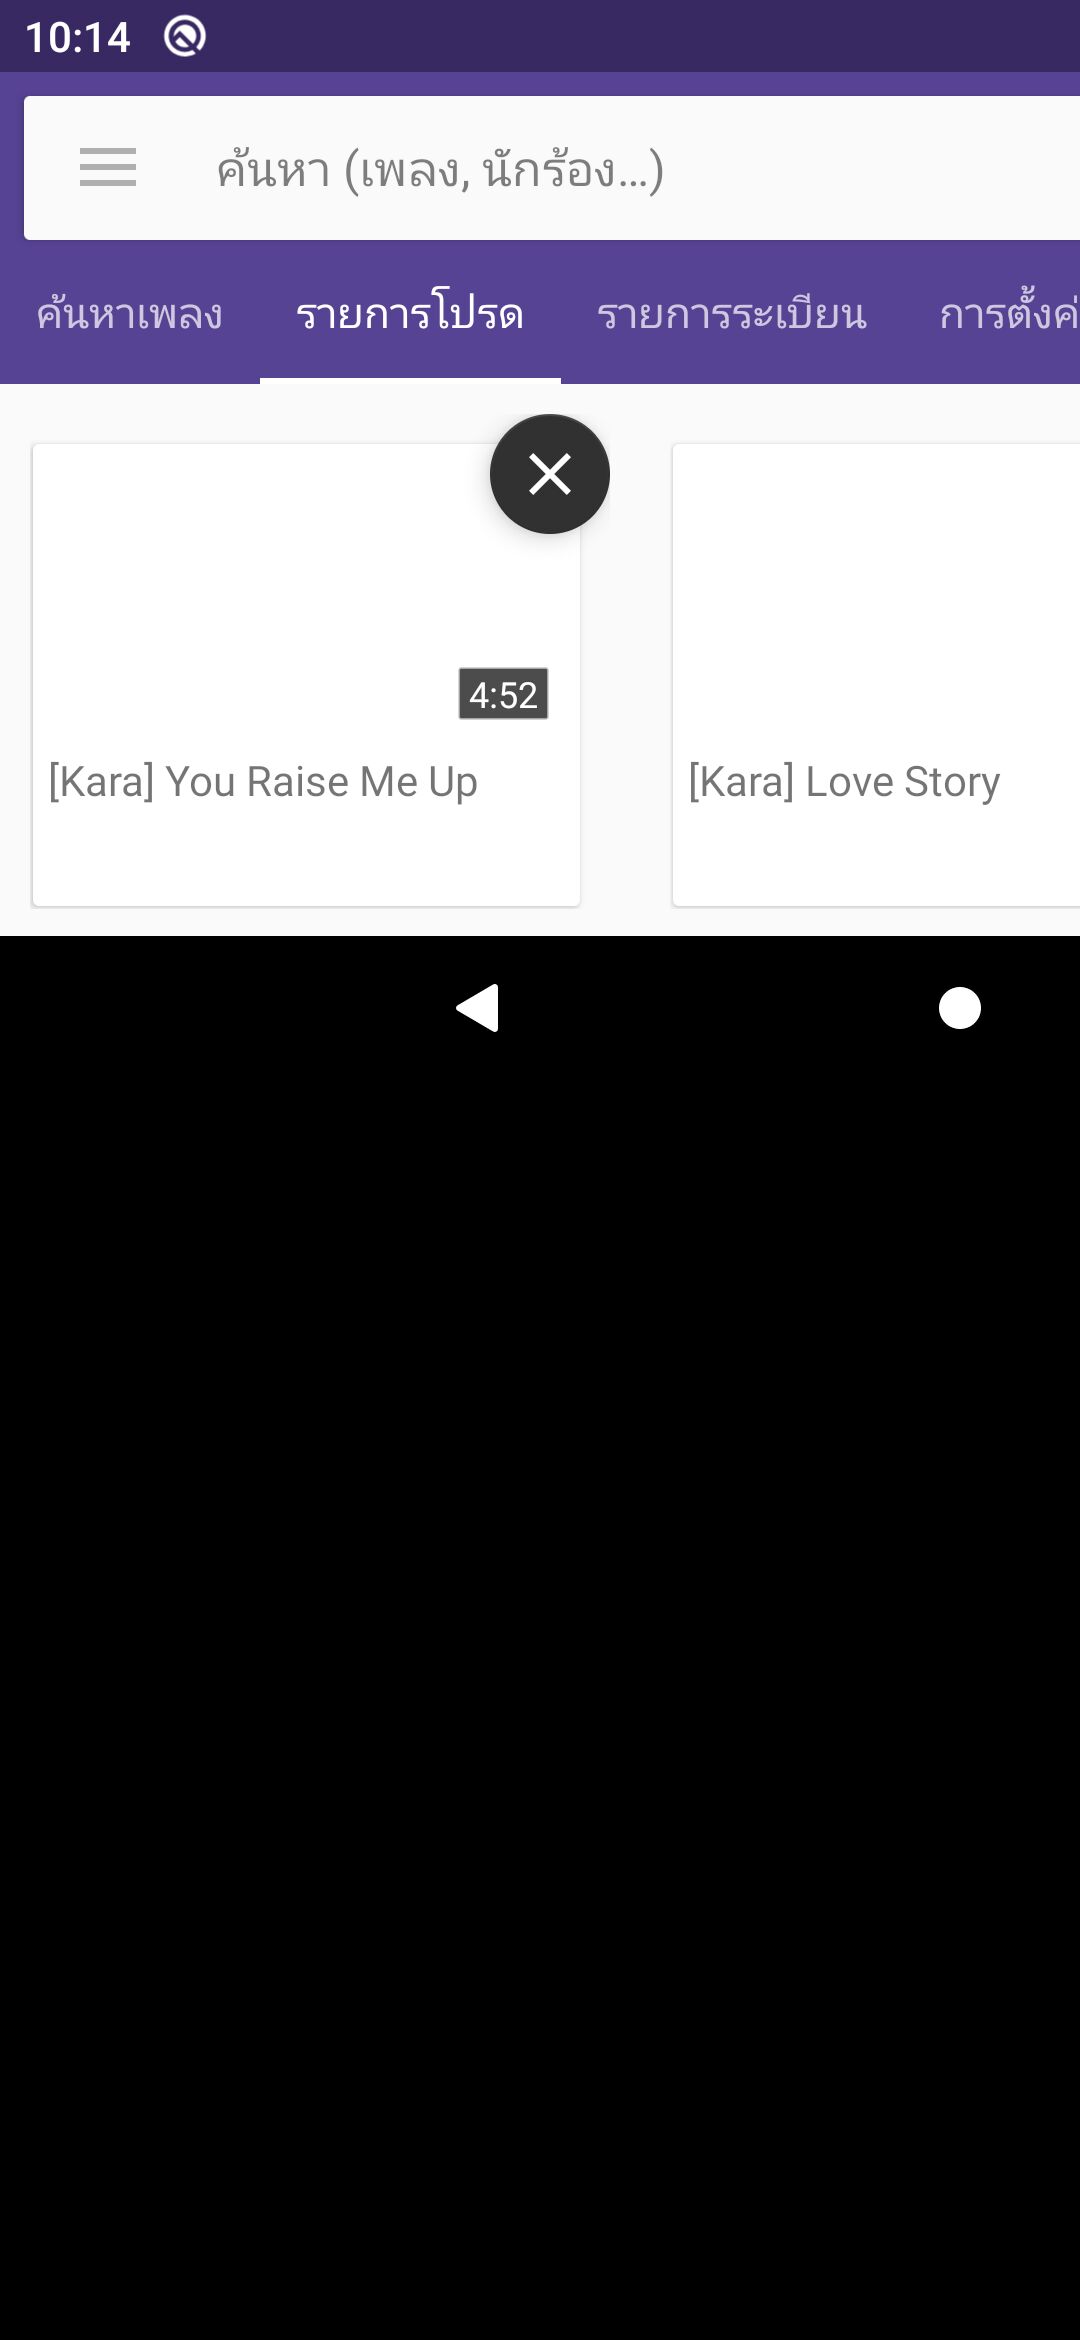 10:14
ค้นหา (เพลง, นักร้อง...)
ค้นหาเพลง
รายการโปรด
รายการระเบียน
การตั้งค่
4:52
[Kara] You Raise Me Up
[Kara] Love Story